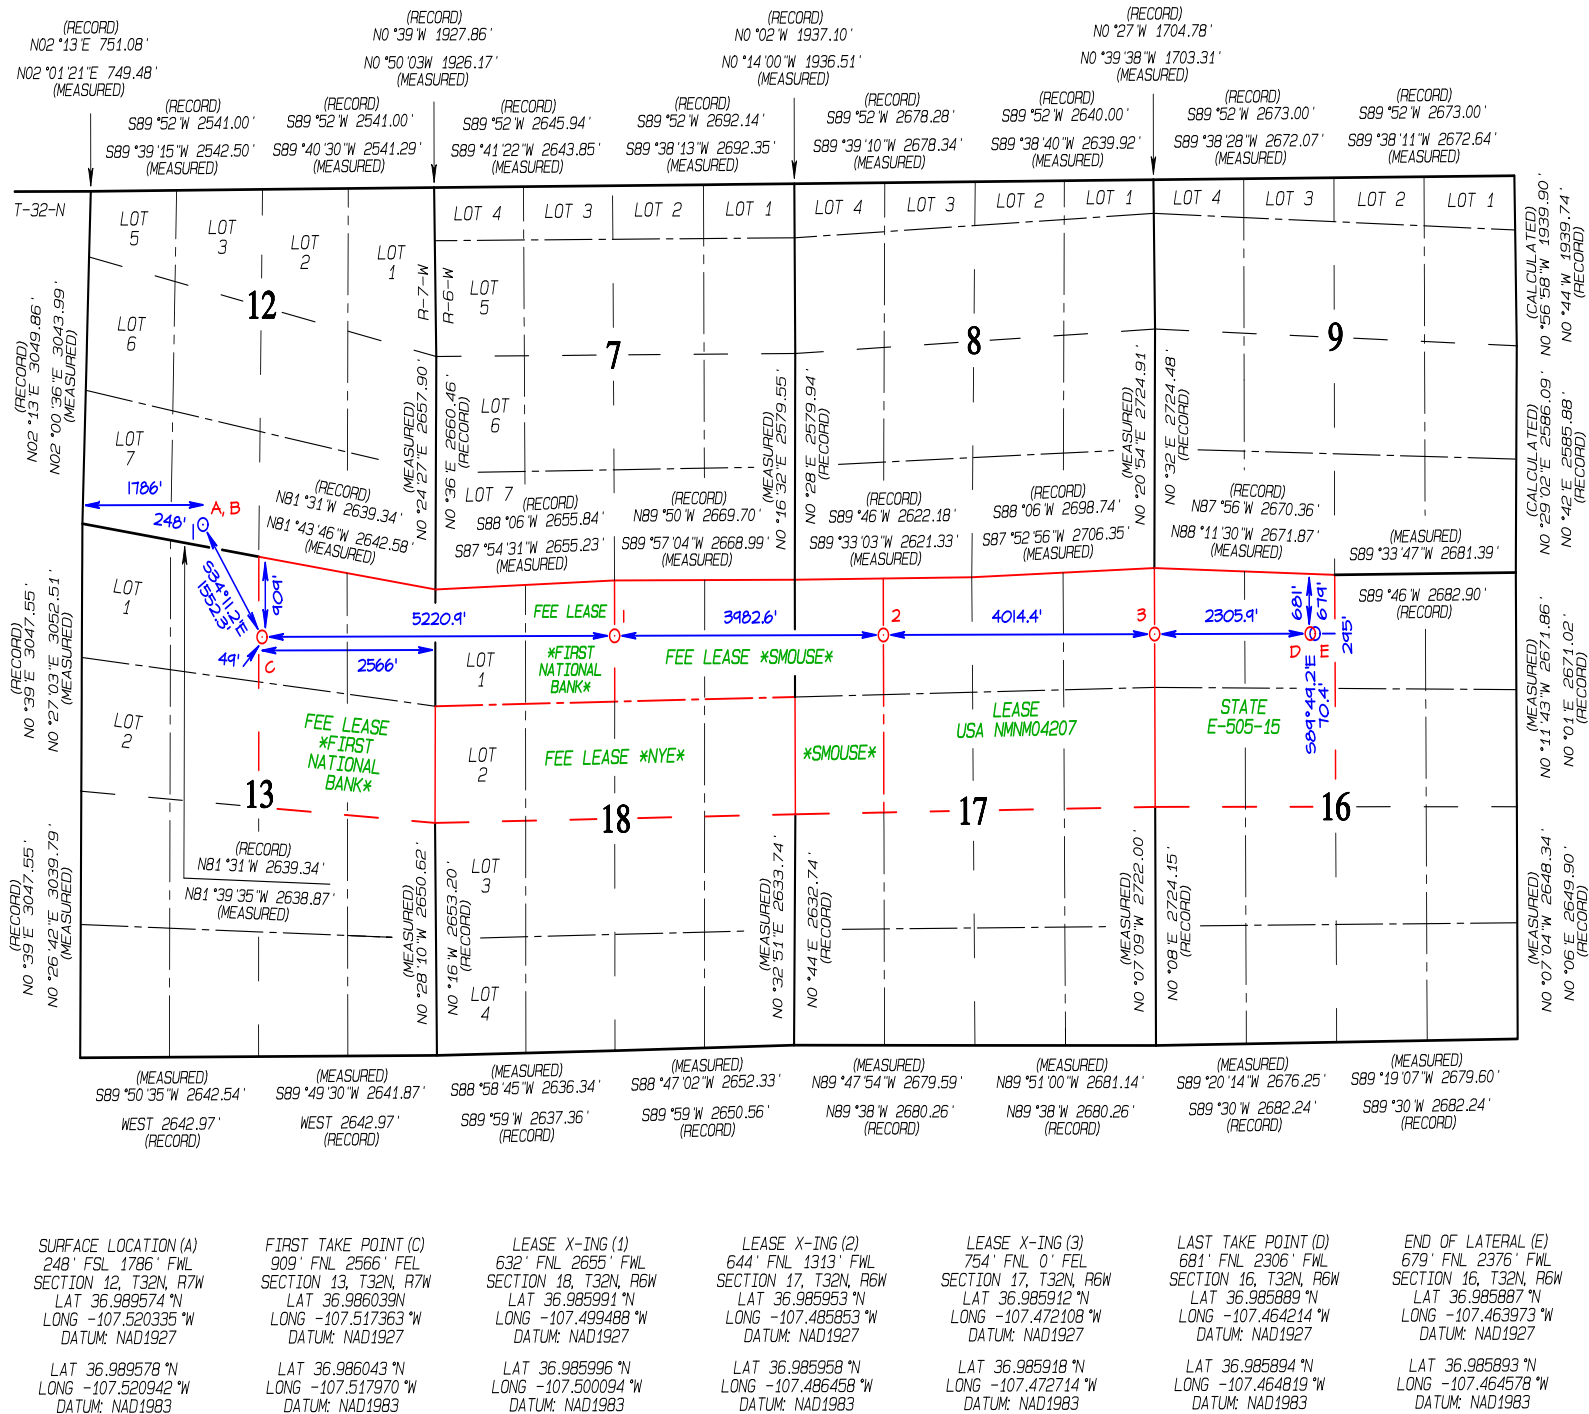 (RECORD)
N02°13'E 751.08'
N02°01'21"E 749.48'
(MEASURED)
(RECORD)
N0°39'W 1927.86'
N0°50'03"W 1926.17'
(MEASURED)
(RECORD)
N0°02'W 1937.10'
N0°14'00"W 1936.51'
(MEASURED)
(RECORD)
N0°27'W 1704.78'
N0°39'38"W 1703.31'
(MEASURED)
(RECORD)
S89°52'W 2541.00'
S89°39'15"W 2542.50'
(MEASURED)
(RECORD)
S89°52'W 2541.00'
S89°40'30"W 2541.29'
(MEASURED)
(RECORD)
S89°52'W 2645.94'
S89°41'22"W 2643.85'
(MEASURED)
(RECORD)
S89°52'W 2692.14'
S89°38'13"W 2692.35'
(MEASURED)
(RECORD)
S89°52'W 2678.28'
S89°39'10"W 2678.34'
(MEASURED)
(RECORD)
S89°52'W 2640.00'
S89°38'40"W 2639.92'
(MEASURED)
(RECORD)
S89°52'W 2673.00'
S89°38'28"W 2672.07'
(MEASURED)
(RECORD)
S89°52'W 2673.00'
S89°38'11"W 2672.64'
(MEASURED)
T-32-N
LOT
5
LOT
3
LOT
2
LOT
1
LOT 4
LOT 3
LOT 2
LOT 1
LOT 4
LOT 3
LOT 2
LOT 1
LOT 4
LOT 3
LOT 2
LOT 1
R-7-W
R-6-W
LOT
5
LOT
6
LOT
6
LOT
7
LOT 7
12
7
8
9
(RECORD)
N02°13'E 3049.86'
N02°00'36"E 3043.99'
(MEASURED)
(MEASURED)
N0°24'27"E 2657.90'
N0°36'E 2660.46'
(RECORD)
(MEASURED)
N0°16'32"E 2579.55'
N0°28'E 2579.94'
(RECORD)
(MEASURED)
N0°20'54"E 2724.91'
N0°32'E 2724.48'
(RECORD)
(CALCULATED)
N0°56'58"W 1939.90'
N0°44'W 1939.74'
(RECORD)
(CALCULATED)
N0°29'02"E 2586.09'
N0°42'E 2585.88'
(RECORD)
1786'
248'
A, B
(RECORD)
N81°31'W 2639.34'
N81°43'46"W 2642.58'
(MEASURED)
(RECORD)
S88°06'W 2655.84'
S87°54'31"W 2655.23'
(MEASURED)
(RECORD)
N89°50'W 2669.70'
S89°57'04"W 2668.99'
(MEASURED)
(RECORD)
S89°46'W 2622.18'
S89°33'03"W 2621.33'
(MEASURED)
(RECORD)
S88°06'W 2698.74'
S87°52'56"W 2706.35'
(MEASURED)
(RECORD)
N87°56'W 2670.36'
N88°11'30"W 2671.87'
(MEASURED)
(MEASURED)
S89°33'47"W 2681.39'
S89°46'W 2682.90'
(RECORD)
S34°11.2'E
1552.3'
909'
5220.9'
FEE LEASE
1
3982.6'
2
4014.4'
3
2305.9'
681'
679'
295'
D
E
S89°49.2'E
70.4'
49'
C
2566'
LOT
1
LOT
2
LOT
1
LOT
2
LOT
3
LOT
4
*FIRST
NATIONAL
BANK*
FEE LEASE *SMOUSE*
FEE LEASE
*FIRST
NATIONAL
BANK*
FEE LEASE *NYE*
*SMOUSE*
LEASE
USA NMNM04207
STATE
E-505-15
13
18
17
16
(RECORD)
N0°39'E 3047.55'
N0°27'03"E 3052.51'
(MEASURED)
(RECORD)
N0°39'E 3047.55'
N0°26'42"E 3039.79'
(MEASURED)
(RECORD)
N81°31'W 2639.34'
N81°39'35"W 2638.87'
(MEASURED)
(MEASURED)
N0°28'10"W 2650.62'
N0°16'W 2653.20'
(RECORD)
(MEASURED)
N0°32'51"E 2633.74'
N0°44'E 2632.74'
(RECORD)
(MEASURED)
N0°07'09"W 2722.00'
N0°08'E 2724.15'
(RECORD)
(MEASURED)
N0°11'43"W 2671.86'
N0°01'E 2671.02'
(RECORD)
(MEASURED)
N0°07'04"W 2648.34'
N0°06'E 2649.90'
(RECORD)
(MEASURED)
S89°50'35"W 2642.54'
WEST 2642.97'
(RECORD)
(MEASURED)
S89°49'30"W 2641.87'
WEST 2642.97'
(RECORD)
(MEASURED)
S88°58'45"W 2636.34'
S89°59'W 2637.36'
(RECORD)
(MEASURED)
S88°47'02"W 2652.33'
S89°59'W 2650.56'
(RECORD)
(MEASURED)
N89°47'54"W 2679.59'
N89°38'W 2680.26'
(RECORD)
(MEASURED)
N89°51'00"W 2681.14'
N89°38'W 2680.26'
(RECORD)
(MEASURED)
S89°20'14"W 2676.25'
S89°30'W 2682.24'
(RECORD)
(MEASURED)
S89°19'07"W 2679.60'
S89°30'W 2682.24'
(RECORD)
SURFACE LOCATION (A)
248' FSL 1786' FWL
SECTION 12, T32N, R7W
LAT 36.989574°N
LONG -107.520335°W
DATUM: NAD1927
LAT 36.989578°N
LONG -107.520942°W
DATUM: NAD1983
FIRST TAKE POINT (C)
909' FNL 2566' FEL
SECTION 13, T32N, R7W
LAT 36.986039N
LONG -107.517363°W
DATUM: NAD1927
LAT 36.986043°N
LONG -107.517970°W
DATUM: NAD1983
LEASE X-ING (1)
632' FNL 2655' FWL
SECTION 18, T32N, R6W
LAT 36.985991°N
LONG -107.499488°W
DATUM: NAD1927
LAT 36.985996°N
LONG -107.500094°W
DATUM: NAD1983
LEASE X-ING (2)
644' FNL 1313' FWL
SECTION 17, T32N, R6W
LAT 36.985953°N
LONG -107.485853°W
DATUM: NAD1927
LAT 36.985958°N
LONG -107.486458°W
DATUM: NAD1983
LEASE X-ING (3)
754' FNL 0' FEL
SECTION 17, T32N, R6W
LAT 36.985912°N
LONG -107.472108°W
DATUM: NAD1927
LAT 36.985918°N
LONG -107.472714°W
DATUM: NAD1983
LAST TAKE POINT (D)
681' FNL 2306' FWL
SECTION 16, T32N, R6W
LAT 36.985889°N
LONG -107.464214°W
DATUM: NAD1927
LAT 36.985894°N
LONG -107.464819°W
DATUM: NAD1983
END OF LATERAL (E)
679' FNL 2376' FWL
SECTION 16, T32N, R6W
LAT 36.985887°N
LONG -107.463973°W
DATUM: NAD1927
LAT 36.985893°N
LONG -107.464578°W
DATUM: NAD1983